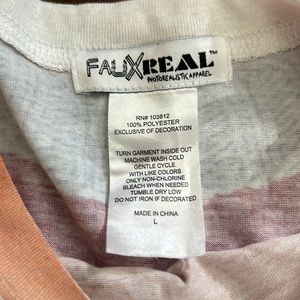 FAUXREAL
PHOTOREALISTIC APPAREL
RN# 103812
100% POLYESTER
EXCLUSIVE OF DECORATION
TURN GARMENT INSIDE OUT
MACHINE WASH COLD
GENTLE CYCLE
WITH LIKE COLORS
ONLY NON-CHLORINE
BLEACH WHEN NEEDED
TUMBLE DRY LOW
DO NOT IRON IF DECORATED
MADE IN CHINA
L